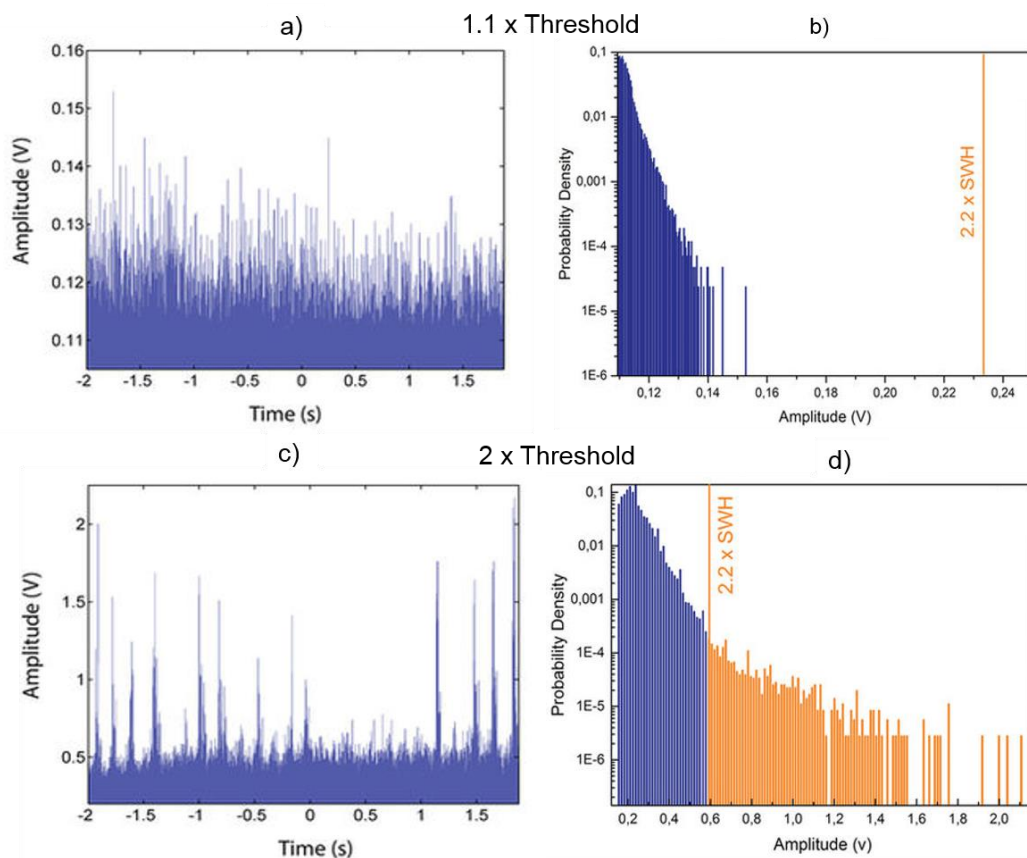 1.1 x Threshold
a)
b)
0.16
0.15
0.14
0.13
0.12
0.11
Amplitude (V)
-2
-1.5
-1
-0.5
0
0.5
1
1.5
Time (s)
0,1
0,01
0,001
1E-4
1E-5
1E-6
Probability Density
2.2 x SWH
0,12
0,14
0,16
0,18
0,20
0,22
0,24
Amplitude (V)
2 x Threshold
c)
d)
2
1.5
1
0.5
Amplitude (V)
-2
-1.5
-1
-0.5
0
0.5
1
1.5
Time (s)
0,1
0,01
0,001
1E-4
1E-5
1E-6
Probability Density
2.2 x SWH
0,2
0,4
0,6
0,8
1,0
1,2
1,4
1,6
1,8
2,0
Amplitude (v)